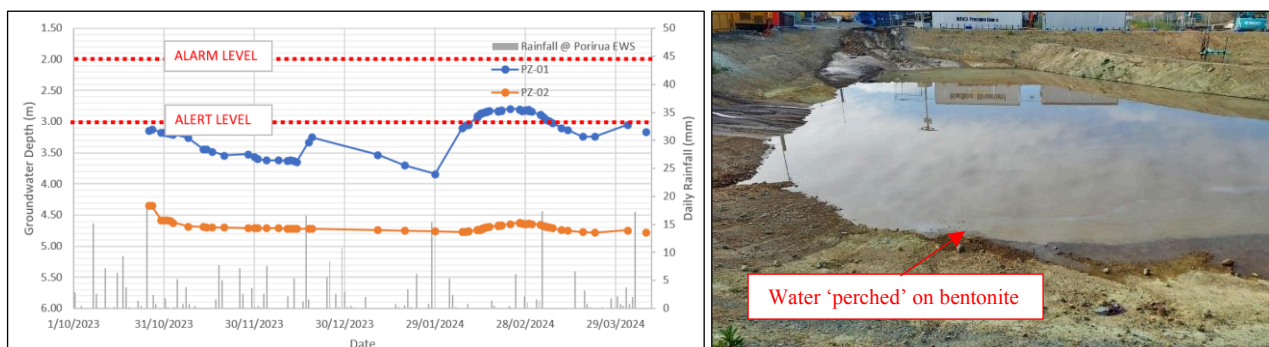 Groundwater Depth (m)
1.50
2.00
2.50
3.00
3.50
4.00
4.50
5.00
5.50
6.00
ALARM LEVEL
ALERT LEVEL
Rainfall @ Porirua EWS
PZ-01
PZ-02
50
45
40
35
30
25
20
15
10
5
0
Daily Rainfall (mm)
1/10/2023 31/10/2023 30/11/2023 30/12/2023 29/01/2024 28/02/2024 29/03/2024
Date
Water ‘perched’ on bentonite